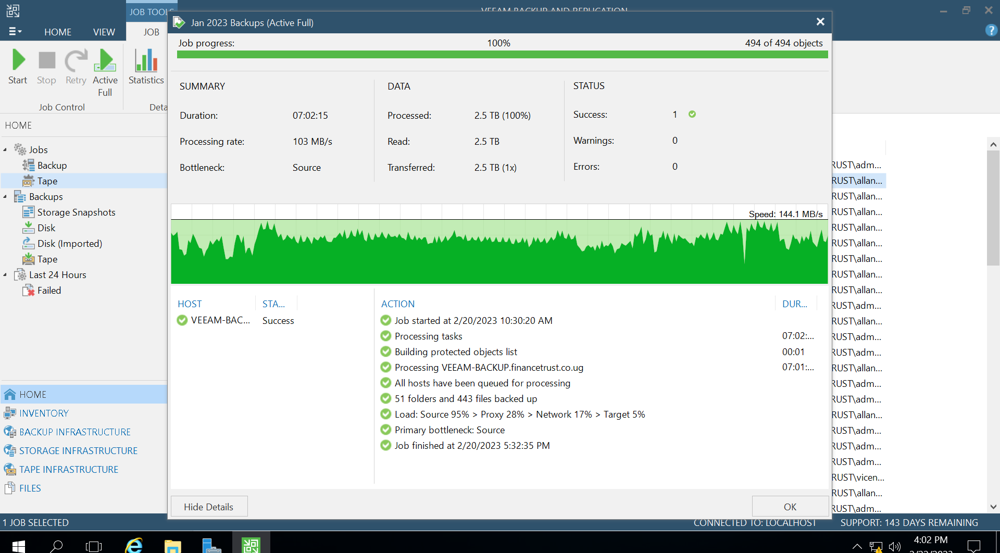 JOB TOOLS
VEEAM BACKUP AND REPLICATION
HOME
VIEW
JOB
Start
Stop
Retry
Active
Full
Statistics
Job Control
Deta
HOME
Jobs
Backup
Tape
Backups
Storage Snapshots
Disk
Disk (Imported)
Tape
Last 24 Hours
Failed
HOME
INVENTORY
BACKUP INFRASTRUCTURE
STORAGE INFRASTRUCTURE
TAPE INFRASTRUCTURE
FILES
Jan 2023 Backups (Active Full)
Job progress: 100% 494 of 494 objects
SUMMARY
Duration: 07:02:15
Processing rate: 103 MB/s
Bottleneck: Source
DATA
Processed: 2.5 TB (100%)
Read: 2.5 TB
Transferred: 2.5 TB (1x)
STATUS
Success: 1
Warnings: 0
Errors: 0
Speed: 144.1 MB/s
HOST STA...
VEEAM-BAC... Success
ACTION DUR...
Job started at 2/20/2023 10:30:20 AM
Processing tasks 07:02:...
Building protected objects list 00:01
Processing VEEAM-BACKUP.financetrust.co.ug 07:01:...
All hosts have been queued for processing
51 folders and 443 files backed up
Load: Source 95% > Proxy 28% > Network 17% > Target 5%
Primary bottleneck: Source
Job finished at 2/20/2023 5:32:35 PM
Hide Details
OK
RUST\adm...
RUST\allan...
RUST\allan...
RUST\allan...
RUST\allan...
RUST\allan...
RUST\allan...
RUST\allan...
RUST\allan...
RUST\adm...
RUST\allan...
RUST\adm...
RUST\adm...
RUST\allan...
RUST\adm...
RUST\adm...
RUST\allan...
RUST\adm...
RUST\adm...
RUST\adm...
RUST\vicen...
RUST\allan...
RUST\adm...
1 JOB SELECTED
CONNECTED TO: LOCALHOST
SUPPORT: 143 DAYS REMAINING
4:02 PM